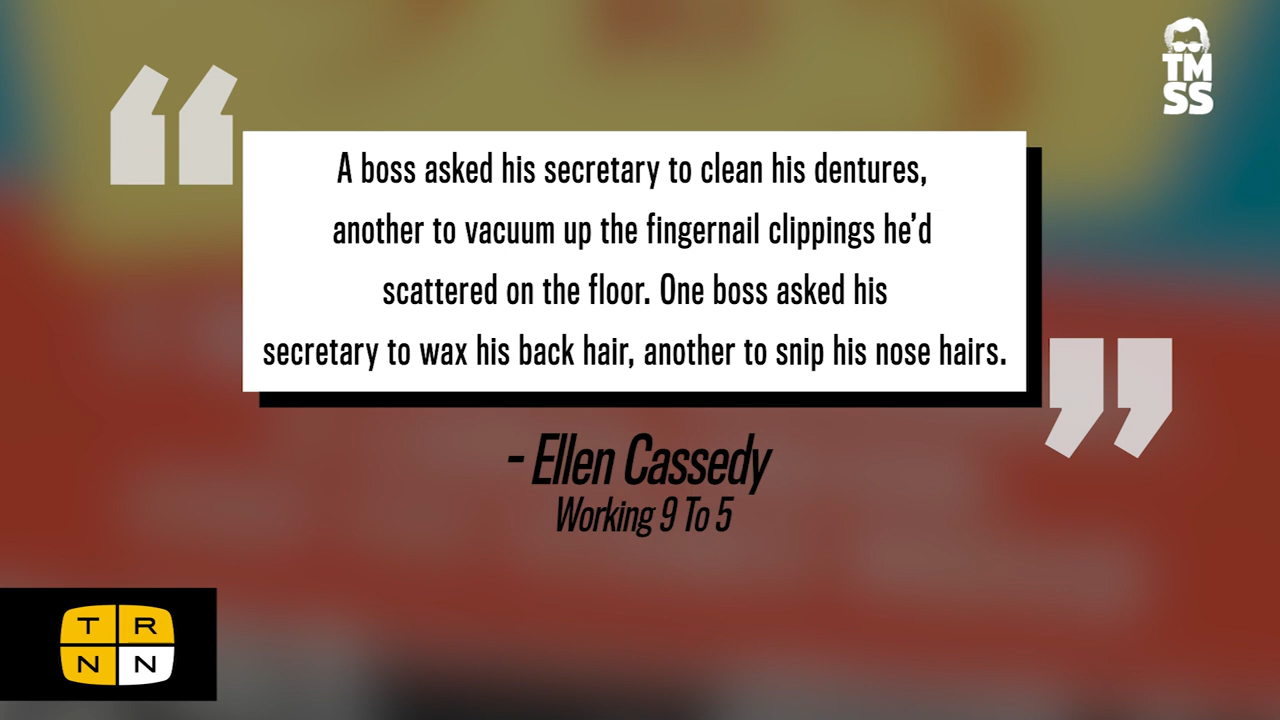 TM
SS
“
A boss asked his secretary to clean his dentures,
another to vacuum up the fingernail clippings he’d
scattered on the floor. One boss asked his
secretary to wax his back hair, another to snip his nose hairs.
”
- Ellen Cassedy
Working 9 To 5
T R
N N